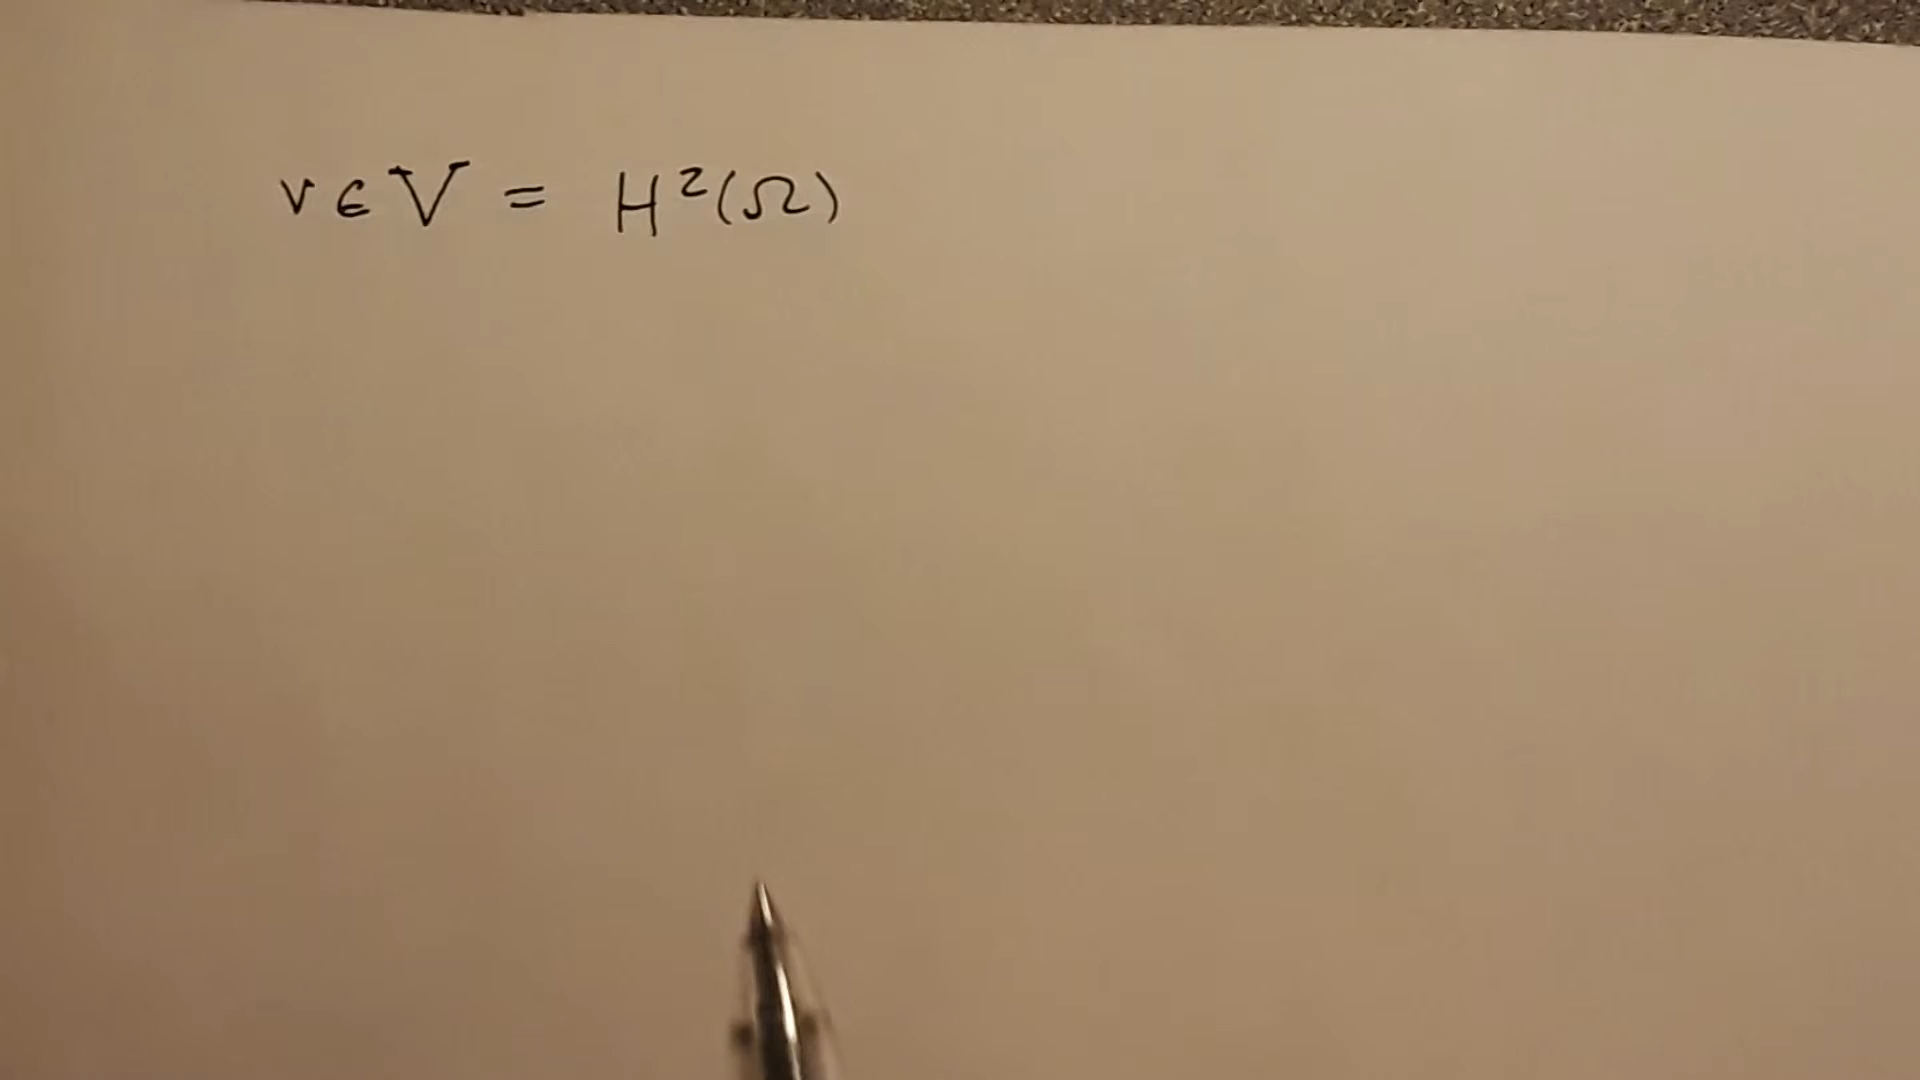 v ∈ V = H²(Ω)